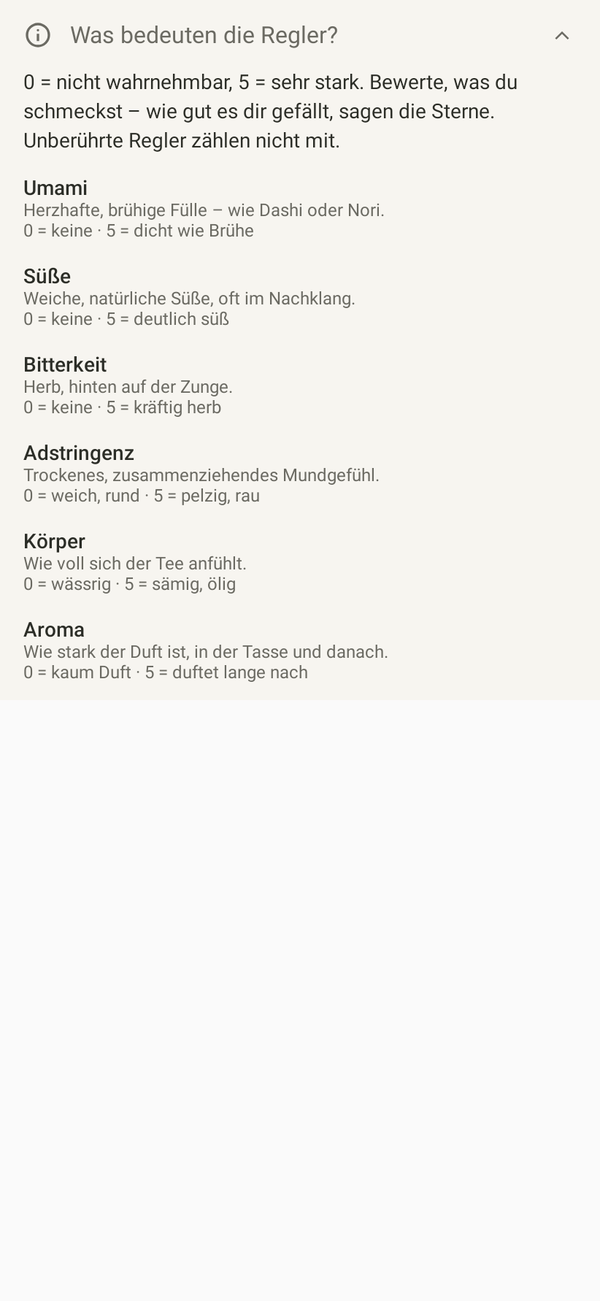 Was bedeuten die Regler?
0 = nicht wahrnehmbar, 5 = sehr stark. Bewerte, was du
schmeckst – wie gut es dir gefällt, sagen die Sterne.
Unberührte Regler zählen nicht mit.
Umami
Herzhafte, brühige Fülle – wie Dashi oder Nori.
0 = keine · 5 = dicht wie Brühe
Süße
Weiche, natürliche Süße, oft im Nachklang.
0 = keine · 5 = deutlich süß
Bitterkeit
Herb, hinten auf der Zunge.
0 = keine · 5 = kräftig herb
Adstringenz
Trockenes, zusammenziehendes Mundgefühl.
0 = weich, rund · 5 = pelzig, rau
Körper
Wie voll sich der Tee anfühlt.
0 = wässrig · 5 = sämig, ölig
Aroma
Wie stark der Duft ist, in der Tasse und danach.
0 = kaum Duft · 5 = duftet lange nach